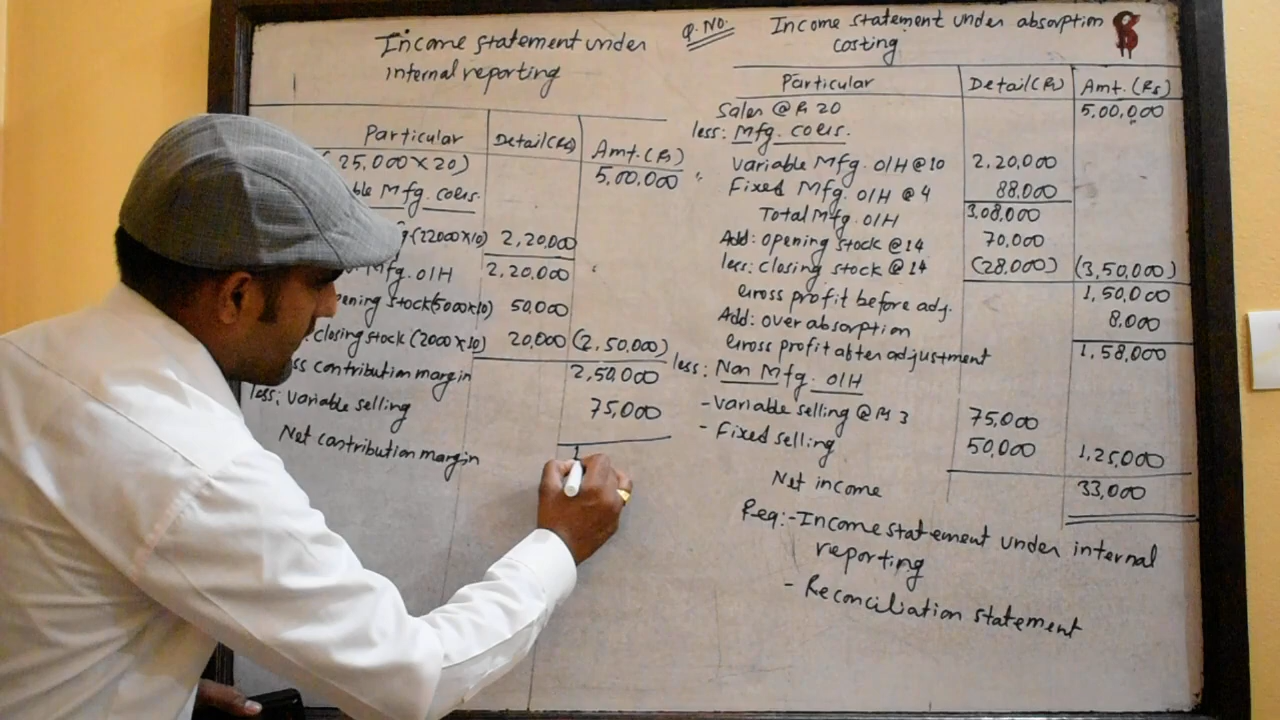 Income statement under
internal reporting
Particular Detail(Rs) Amt.(Rs)
(25,000×20) 5,00,000
Mfg. costs.
(22000×10) 2,20,000
Mfg. O/H 2,20,000
stock(5000×10) 50,000
closing stock (2000×10) 20,000 (2,50,000)
contribution margin 2,50,000
less: Variable selling 75,000
Net contribution margin 1
Q.No. Income statement under absorption B
costing
Particular Detail(Rs) Amt.(Rs)
Sales @ Rs 20 5,00,000
less: Mfg. costs.
Variable Mfg. O/H @ 10 2,20,000
Fixed Mfg. O/H @ 4 88,000
Total Mfg. O/H 3,08,000
Add: opening stock @ 14 70,000
less: closing stock @ 14 (28,000) (3,50,000)
Gross profit before adj. 1,50,000
Add: over absorption 8,000
Gross profit after adjustment 1,58,000
less: Non Mfg. O/H
- Variable selling @ Rs 3 75,000
- Fixed selling 50,000 1,25,000
Net income 33,000
Req:- Income statement under internal
reporting
- Reconciliation statement